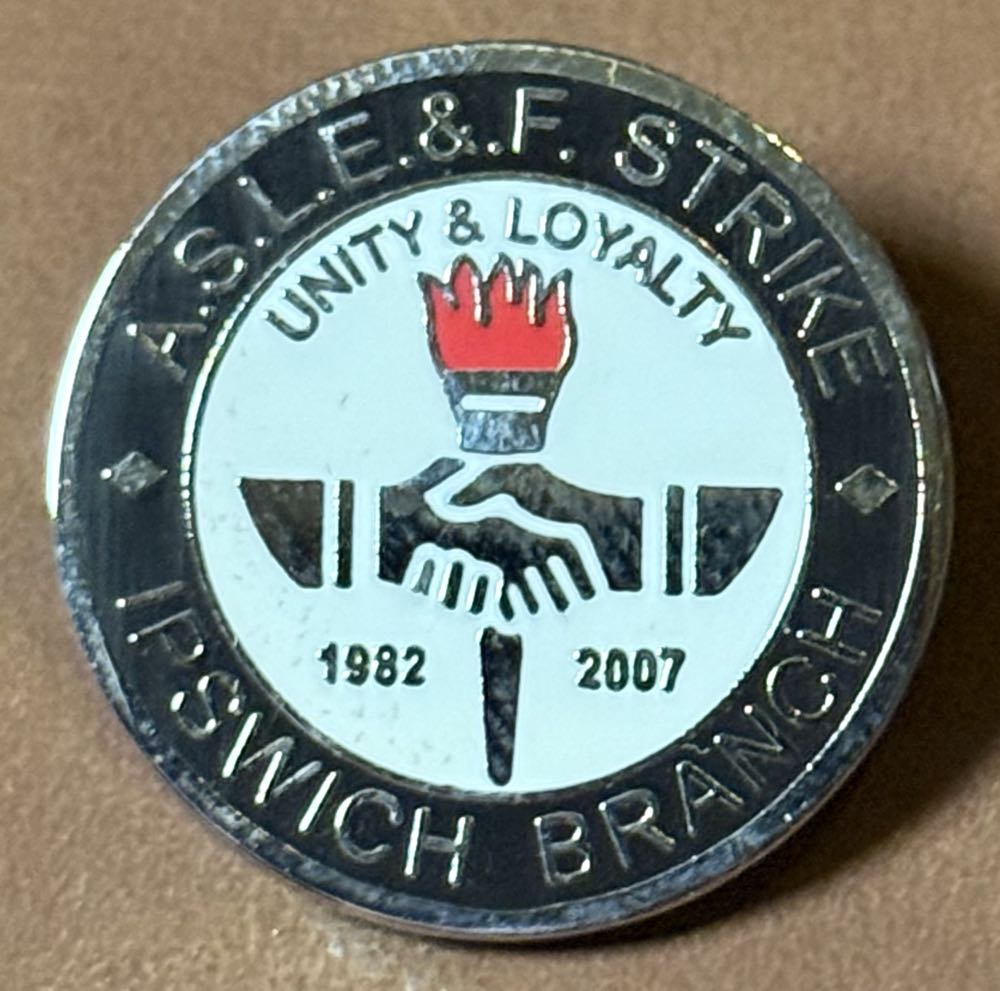 A.S.L.E.&.F. STRIKE
UNITY & LOYALTY
1982 2007
IPSWICH BRANCH